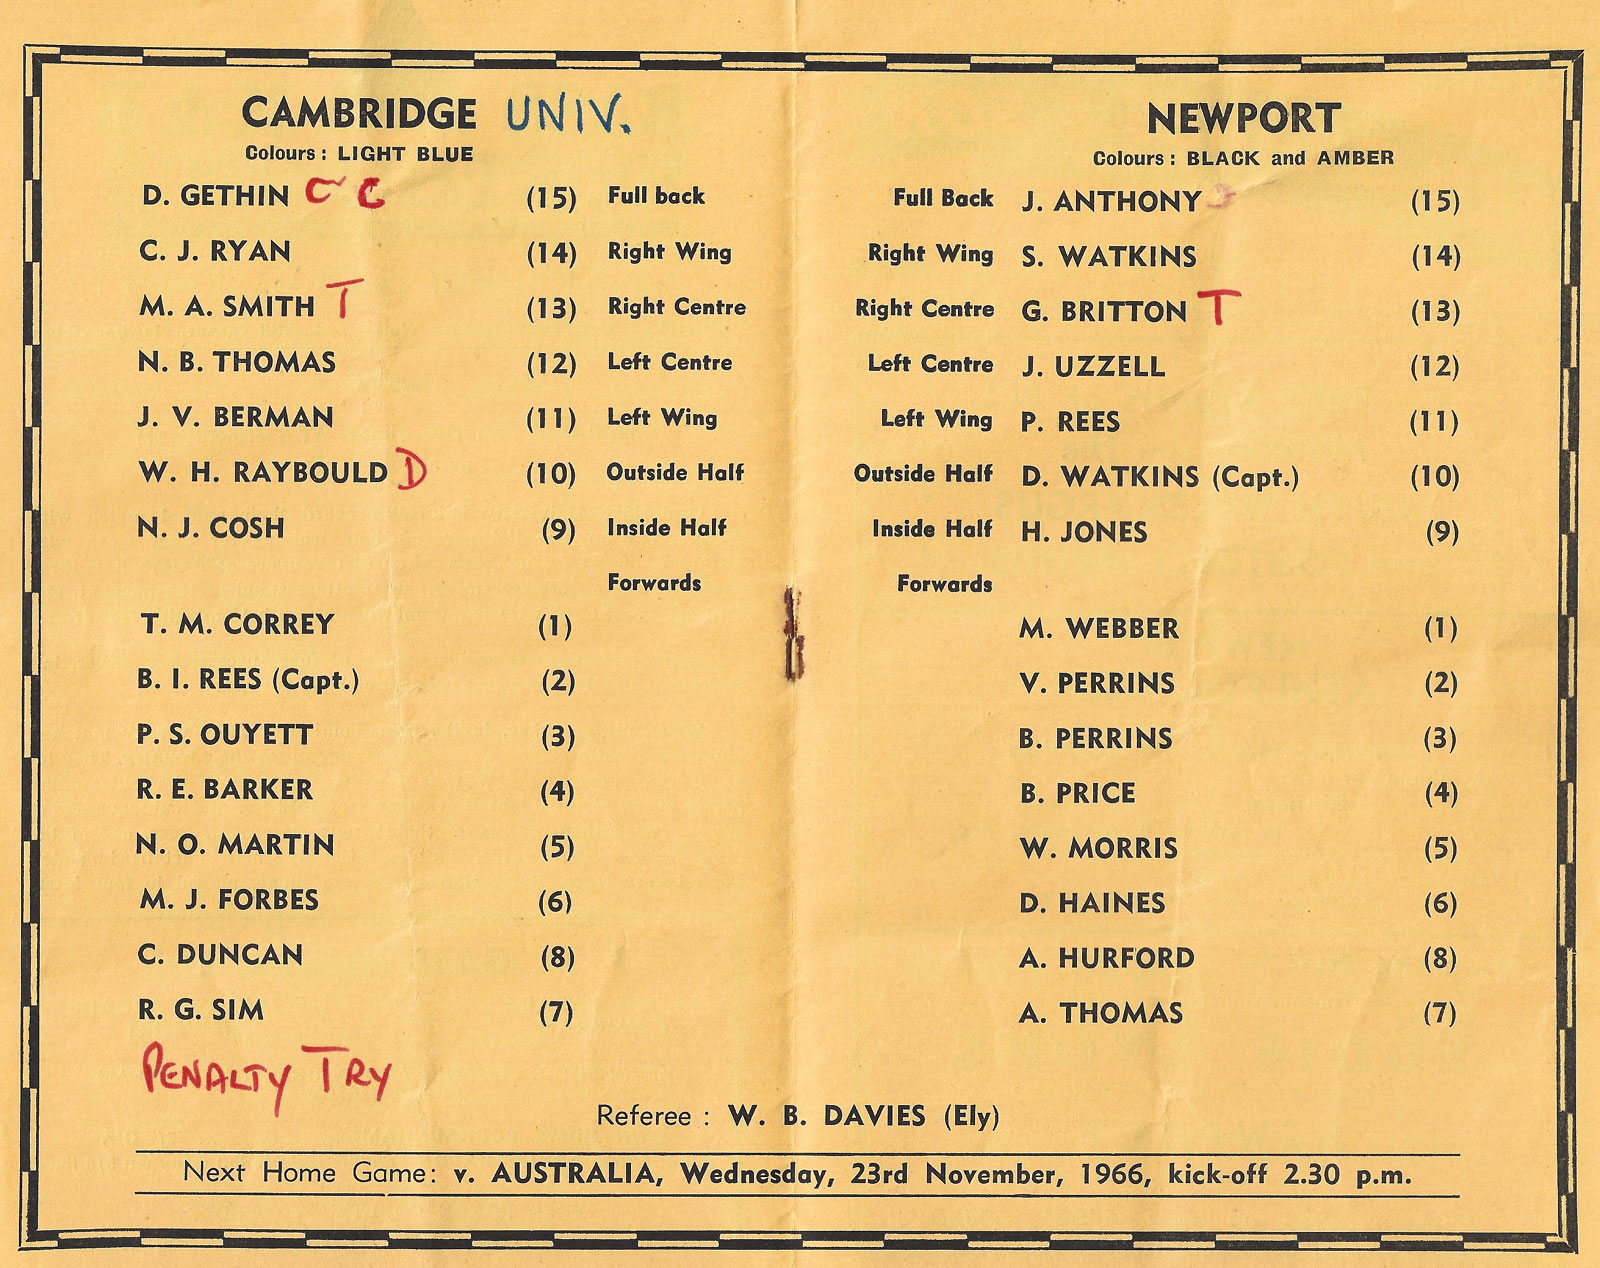 CAMBRIDGE UNIV.
Colours : LIGHT BLUE
D. GETHIN C C (15) Full back
C. J. RYAN (14) Right Wing
M. A. SMITH T (13) Right Centre
N. B. THOMAS (12) Left Centre
J. V. BERMAN (11) Left Wing
W. H. RAYBOULD D (10) Outside Half
N. J. COSH (9) Inside Half
Forwards
T. M. CORREY (1)
B. I. REES (Capt.) (2)
P. S. OUYETT (3)
R. E. BARKER (4)
N. O. MARTIN (5)
M. J. FORBES (6)
C. DUNCAN (8)
R. G. SIM (7)
PENALTY TRY
NEWPORT
Colours : BLACK and AMBER
Full Back J. ANTHONY (15)
Right Wing S. WATKINS (14)
Right Centre G. BRITTON T (13)
Left Centre J. UZZELL (12)
Left Wing P. REES (11)
Outside Half D. WATKINS (Capt.) (10)
Inside Half H. JONES (9)
Forwards
M. WEBBER (1)
V. PERRINS (2)
B. PERRINS (3)
B. PRICE (4)
W. MORRIS (5)
D. HAINES (6)
A. HURFORD (8)
A. THOMAS (7)
Referee : W. B. DAVIES (Ely)
Next Home Game: v. AUSTRALIA, Wednesday, 23rd November, 1966, kick-off 2.30 p.m.